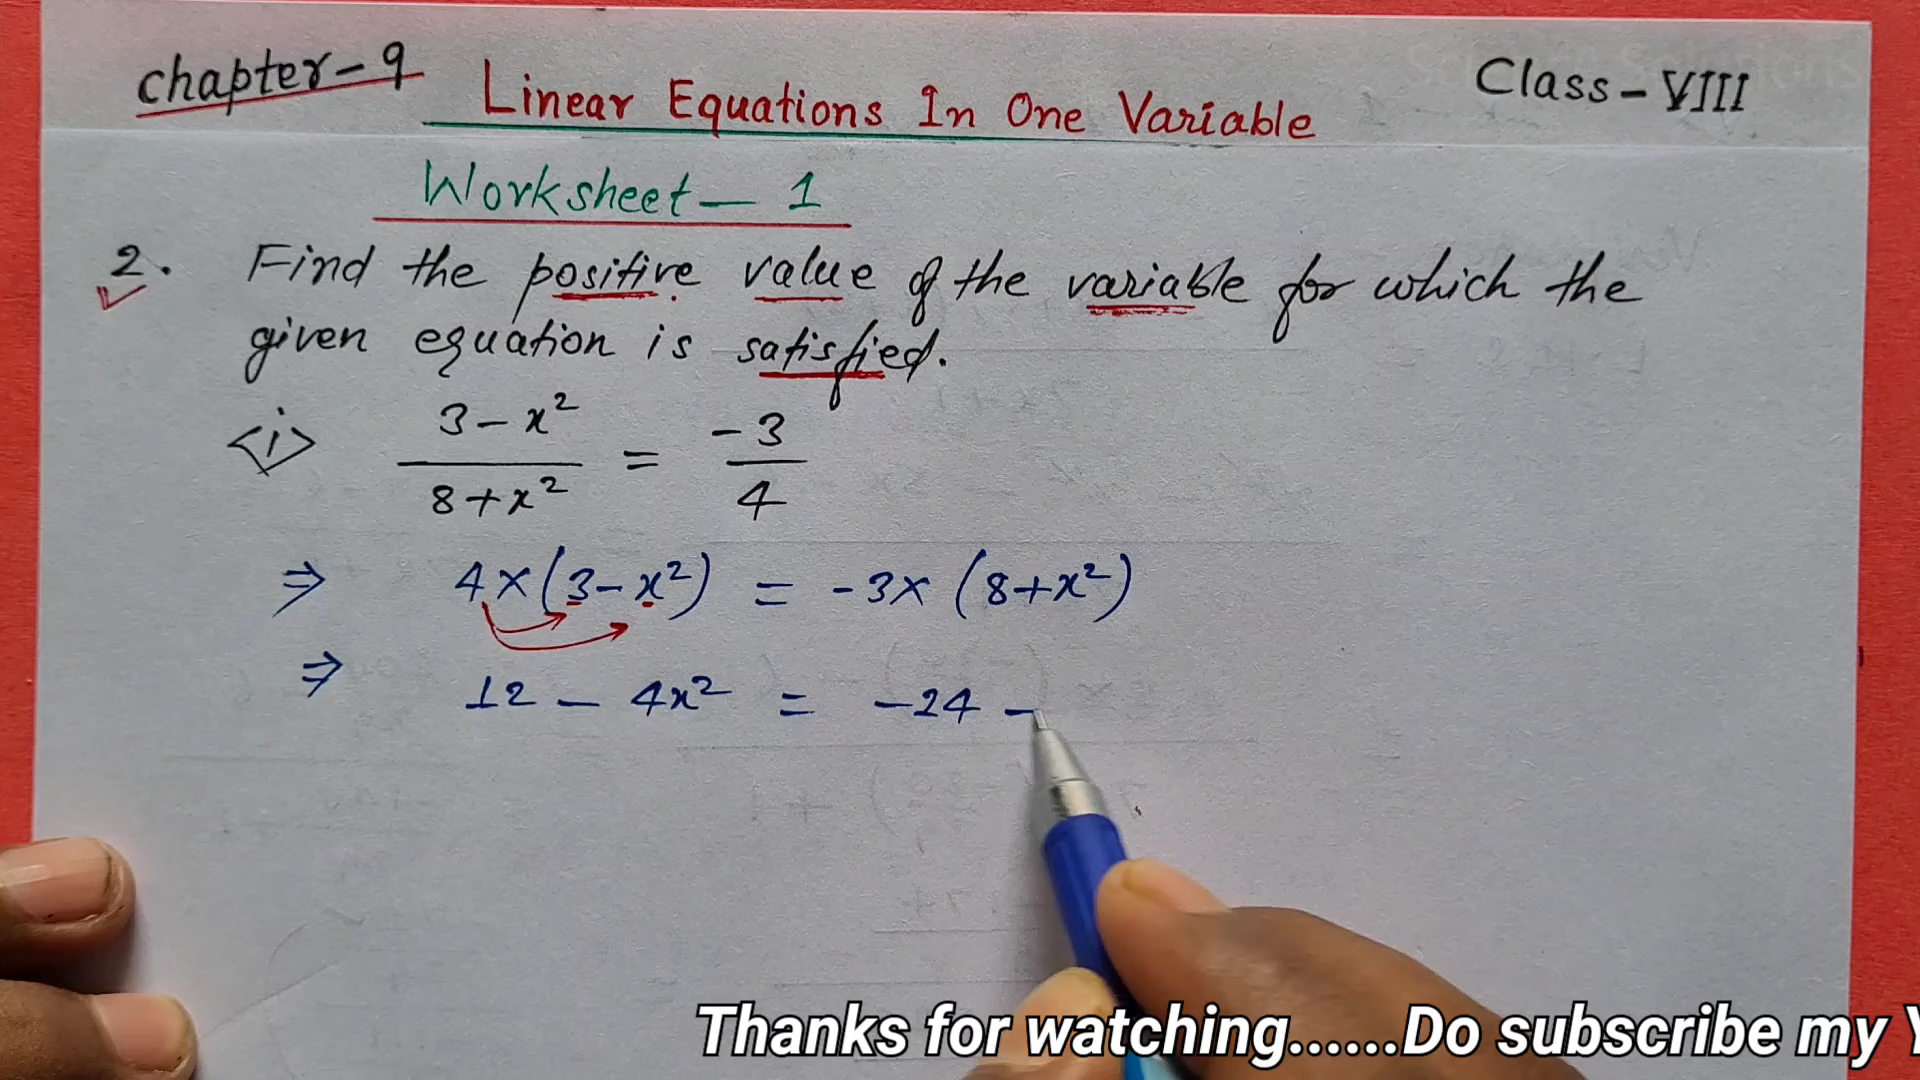 Chapter-9 Linear Equations In One Variable Class-VIII
Worksheet-1
2. Find the positive value of the variable for which the
given equation is satisfied.
<i> (3-x²)/(8+x²) = -3/4
⇒ 4×(3-x²) = -3×(8+x²)
⇒ 12 - 4x² = -24 -
Thanks for watching......Do subscribe my Y